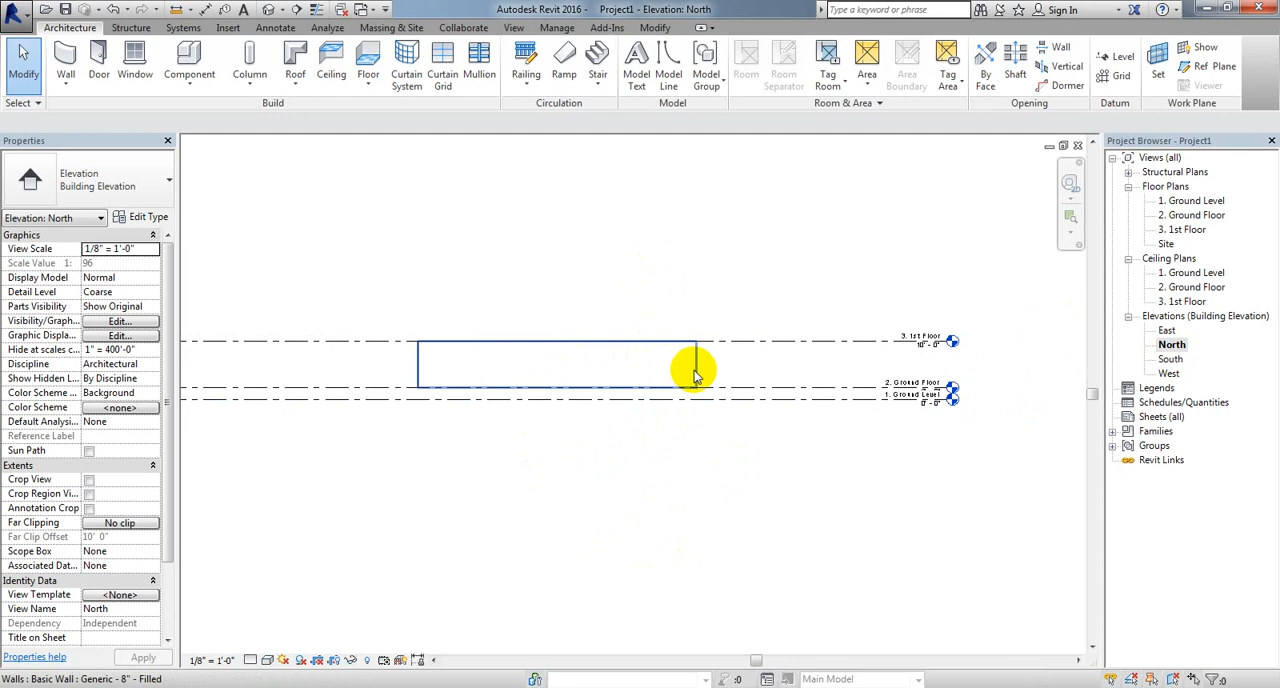 Autodesk Revit 2016 -    Project1 - Elevation: North
Type a keyword or phrase
Sign In
Architecture
Structure
Systems
Insert
Annotate
Analyze
Massing & Site
Collaborate
View
Manage
Add-Ins
Modify
Modify
Wall
Door
Window
Component
Column
Roof
Ceiling
Floor
Curtain System
Curtain Grid
Mullion
Railing
Ramp
Stair
Model Text
Model Line
Model Group
Room
Room Separator
Tag Room
Area
Area Boundary
Tag Area
By Face
Shaft
Wall
Vertical
Dormer
Level
Grid
Set
Show
Ref Plane
Viewer
Select
Build
Circulation
Model
Room & Area
Opening
Datum
Work Plane
Properties
Elevation
Building Elevation
Elevation: North
Edit Type
Graphics
View Scale 1/8" = 1'-0"
Scale Value 1: 96
Display Model Normal
Detail Level Coarse
Parts Visibility Show Original
Visibility/Graph... Edit...
Graphic Displa... Edit...
Hide at scales c... 1" = 400'-0"
Discipline Architectural
Show Hidden L... By Discipline
Color Scheme ... Background
Color Scheme <none>
Default Analysi... None
Reference Label
Sun Path
Extents
Crop View
Crop Region Vi...
Annotation Crop
Far Clipping No clip
Far Clip Offset 10' 0"
Scope Box None
Associated Dat... None
Identity Data
View Template <None>
View Name North
Dependency Independent
Title on Sheet
Properties help
Apply
3. 1st Floor
10' - 0"
2. Ground Floor
1. Ground Level
0' - 0"
Project Browser - Project1
Views (all)
Structural Plans
Floor Plans
1. Ground Level
2. Ground Floor
3. 1st Floor
Site
Ceiling Plans
1. Ground Level
2. Ground Floor
3. 1st Floor
Elevations (Building Elevation)
East
North
South
West
Legends
Schedules/Quantities
Sheets (all)
Families
Groups
Revit Links
1/8" = 1'-0"
Walls : Basic Wall : Generic - 8" - Filled
:0
Main Model
:0